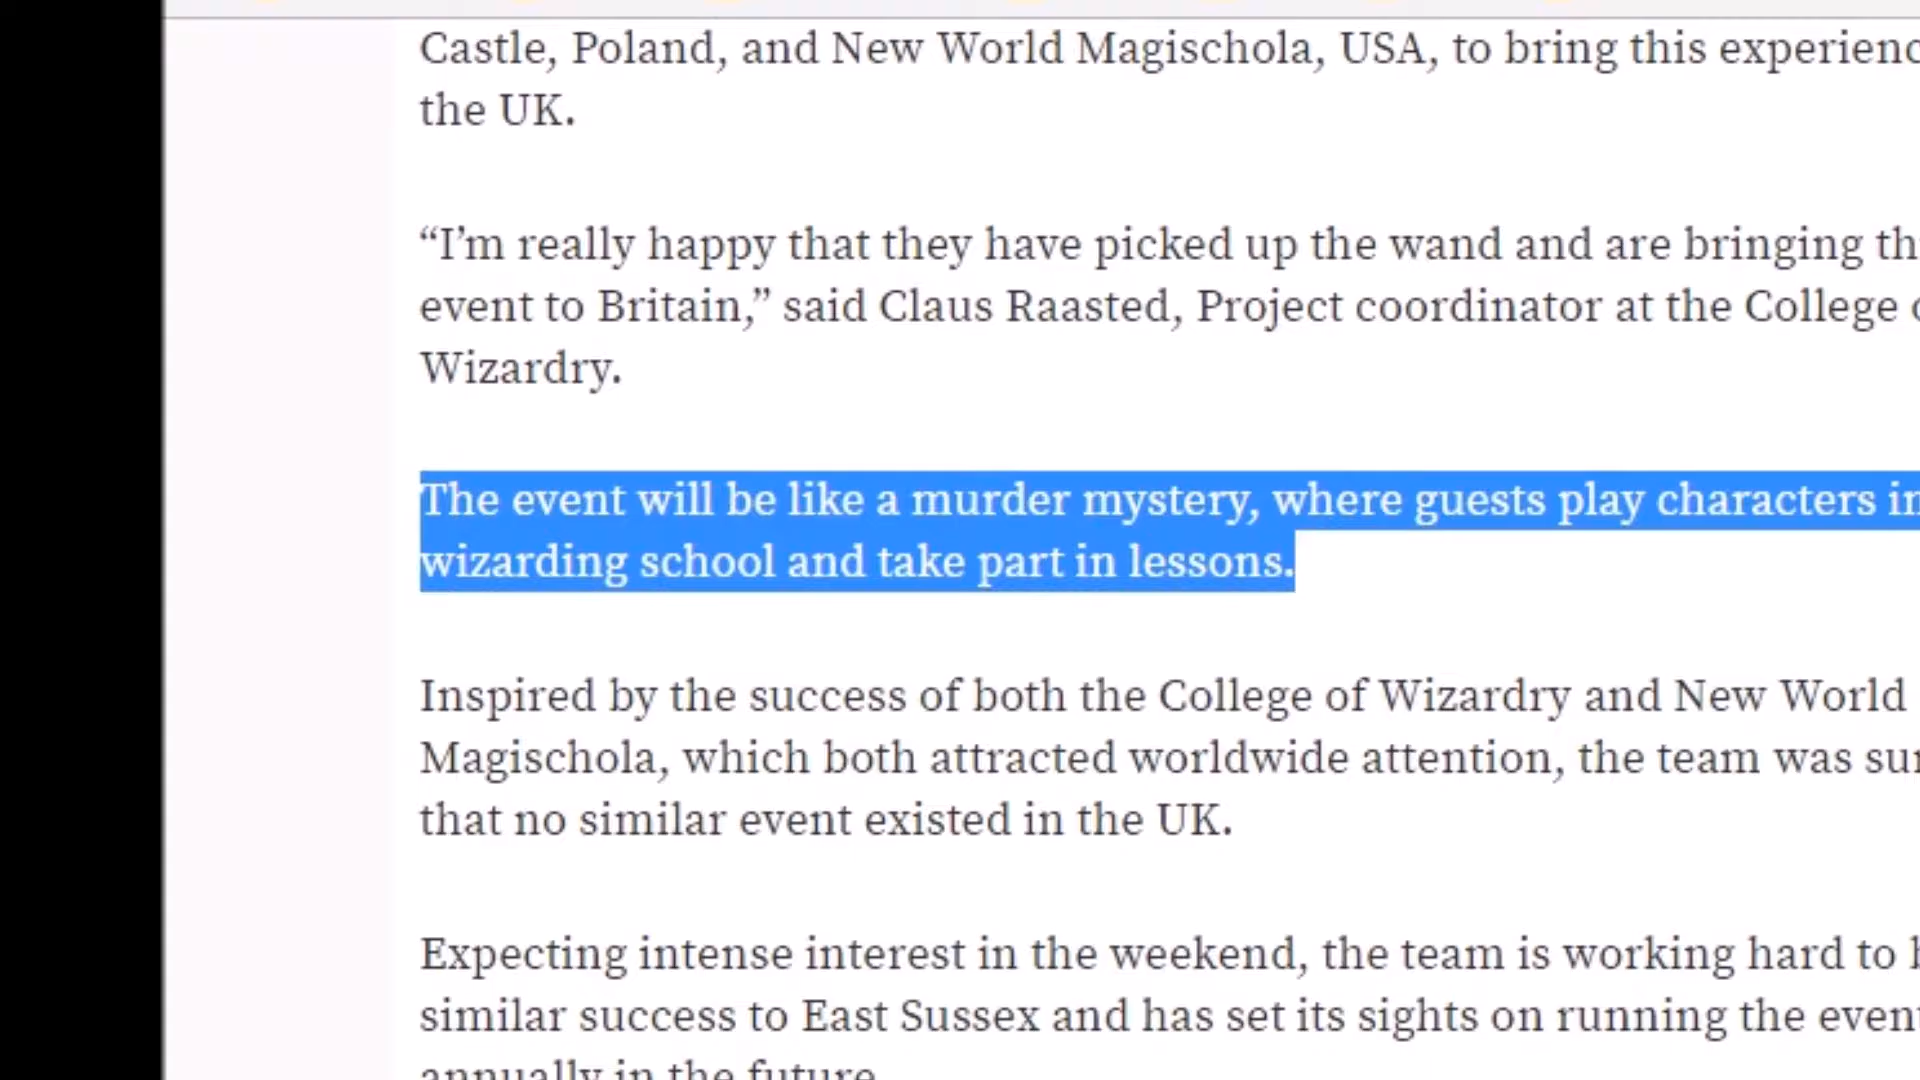 Castle, Poland, and New World Magischola, USA, to bring this
the UK.
“I’m really happy that they have picked up the wand and are bringing
event to Britain,” said Claus Raasted, Project coordinator at the College
Wizardry.
The event will be like a murder mystery, where guests play characters in
wizarding school and take part in lessons.
Inspired by the success of both the College of Wizardry and New World
Magischola, which both attracted worldwide attention, the team was
that no similar event existed in the UK.
Expecting intense interest in the weekend, the team is working hard to
similar success to East Sussex and has set its sights on running the event
annually in the future.